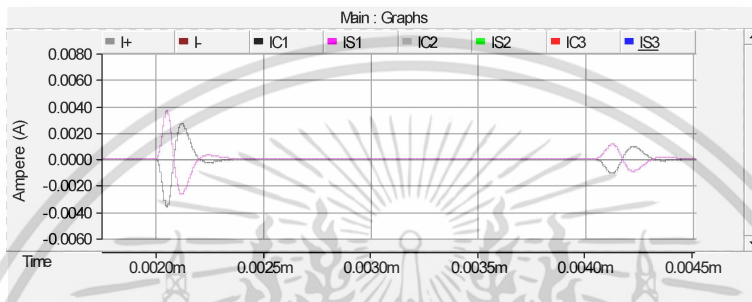 Main : Graphs
I+ I- IC1 IS1 IC2 IS2 IC3 IS3
Ampere (A)
0.0080
0.0060
0.0040
0.0020
0.0000
-0.0020
-0.0040
-0.0060
Time 0.0020m 0.0025m 0.0030m 0.0035m 0.0040m 0.0045m